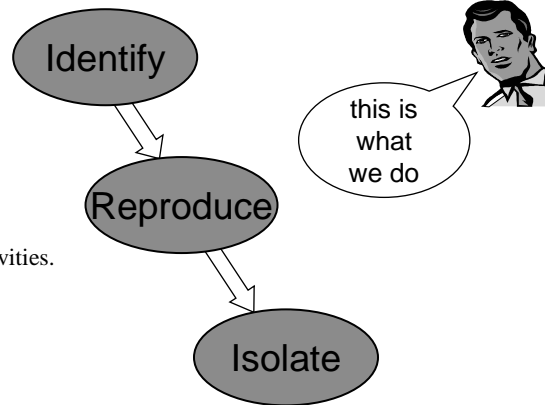 Identify
this is
what
we do
Reproduce
vities.
Isolate